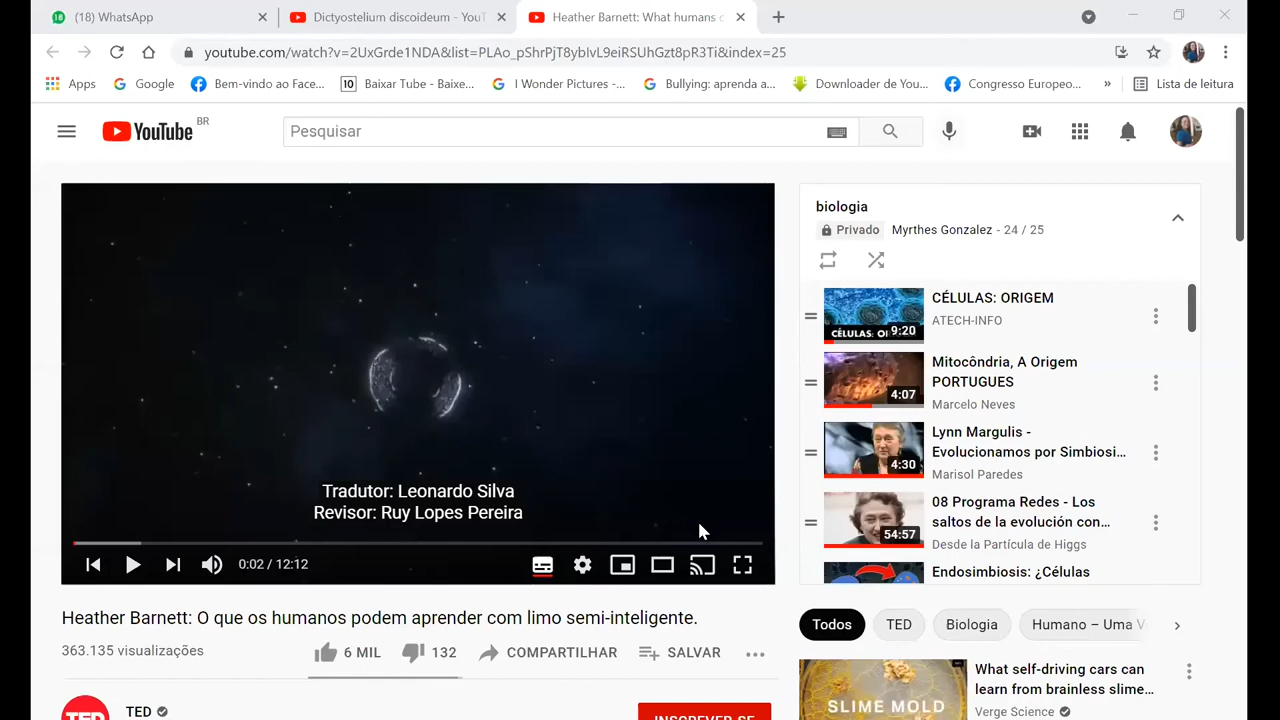 (18) WhatsApp
Dictyostelium discoideum - YouT
Heather Barnett: What humans c
youtube.com/watch?v=2UxGrde1NDA&list=PLAo_pShrPjT8yblvL9eiRSUhGzt8pR3Ti&index=25
Apps
Google
Bem-vindo ao Face...
10
Baixar Tube - Baixe...
I Wonder Pictures -...
Bullying: aprenda a...
Downloader de You...
Congresso Europeo...
»
Lista de leitura
YouTube BR
Pesquisar
Tradutor: Leonardo Silva
Revisor: Ruy Lopes Pereira
0:02 / 12:12
Heather Barnett: O que os humanos podem aprender com limo semi-inteligente.
363.135 visualizações
6 MIL
132
COMPARTILHAR
SALVAR
TED
TED
INSCREVER-SE
biologia
Privado
Myrthes Gonzalez - 24 / 25
9:20
CÉLULAS: ORIGEM
ATECH-INFO
4:07
Mitocôndria, A Origem
PORTUGUES
Marcelo Neves
4:30
Lynn Margulis -
Evolucionamos por Simbiosi...
Marisol Paredes
54:57
08 Programa Redes - Los
saltos de la evolución con...
Desde la Partícula de Higgs
Endosimbiosis: ¿Células
Todos
TED
Biologia
Humano – Uma V
SLIME MOLD
What self-driving cars can
learn from brainless slime...
Verge Science